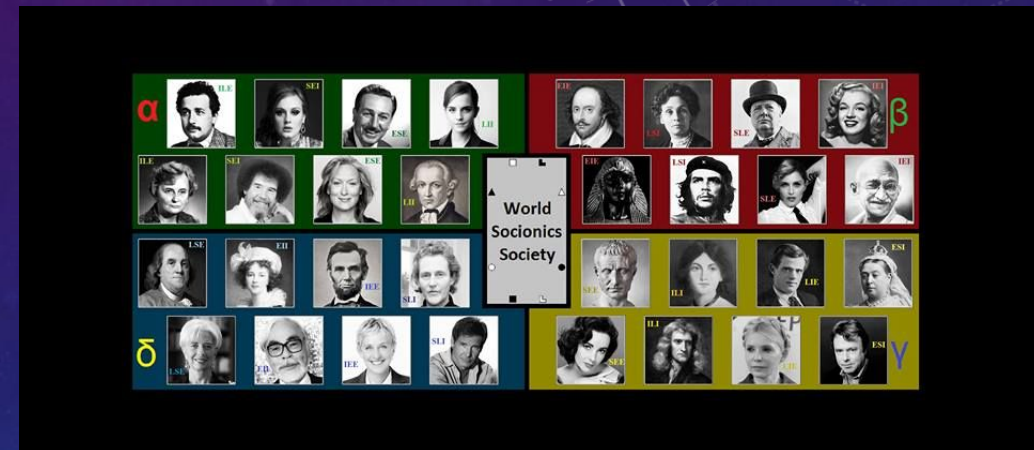 α
ILE
SEI
ESE
LII
EIE
LSI
SLE
IEI
β
ILE
SEI
ESE
LII
EIE
LSI
SLE
IEI
World
Socionics
Society
LSE
EII
IEE
SLI
SEE
ILI
LIE
ESI
δ
LSE
EII
IEE
SLI
SEE
ILI
LIE
ESI
γ